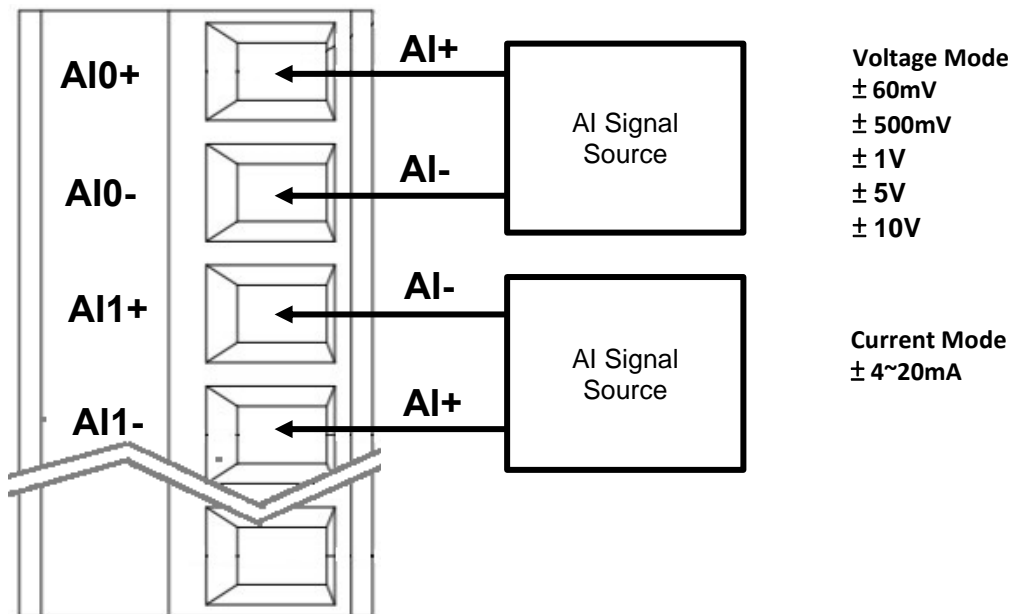 AI0+
AI0-
AI1+
AI1-
AI+
AI-
AI Signal
Source
AI-
AI+
AI Signal
Source
Voltage Mode
± 60mV
± 500mV
± 1V
± 5V
± 10V
Current Mode
± 4~20mA